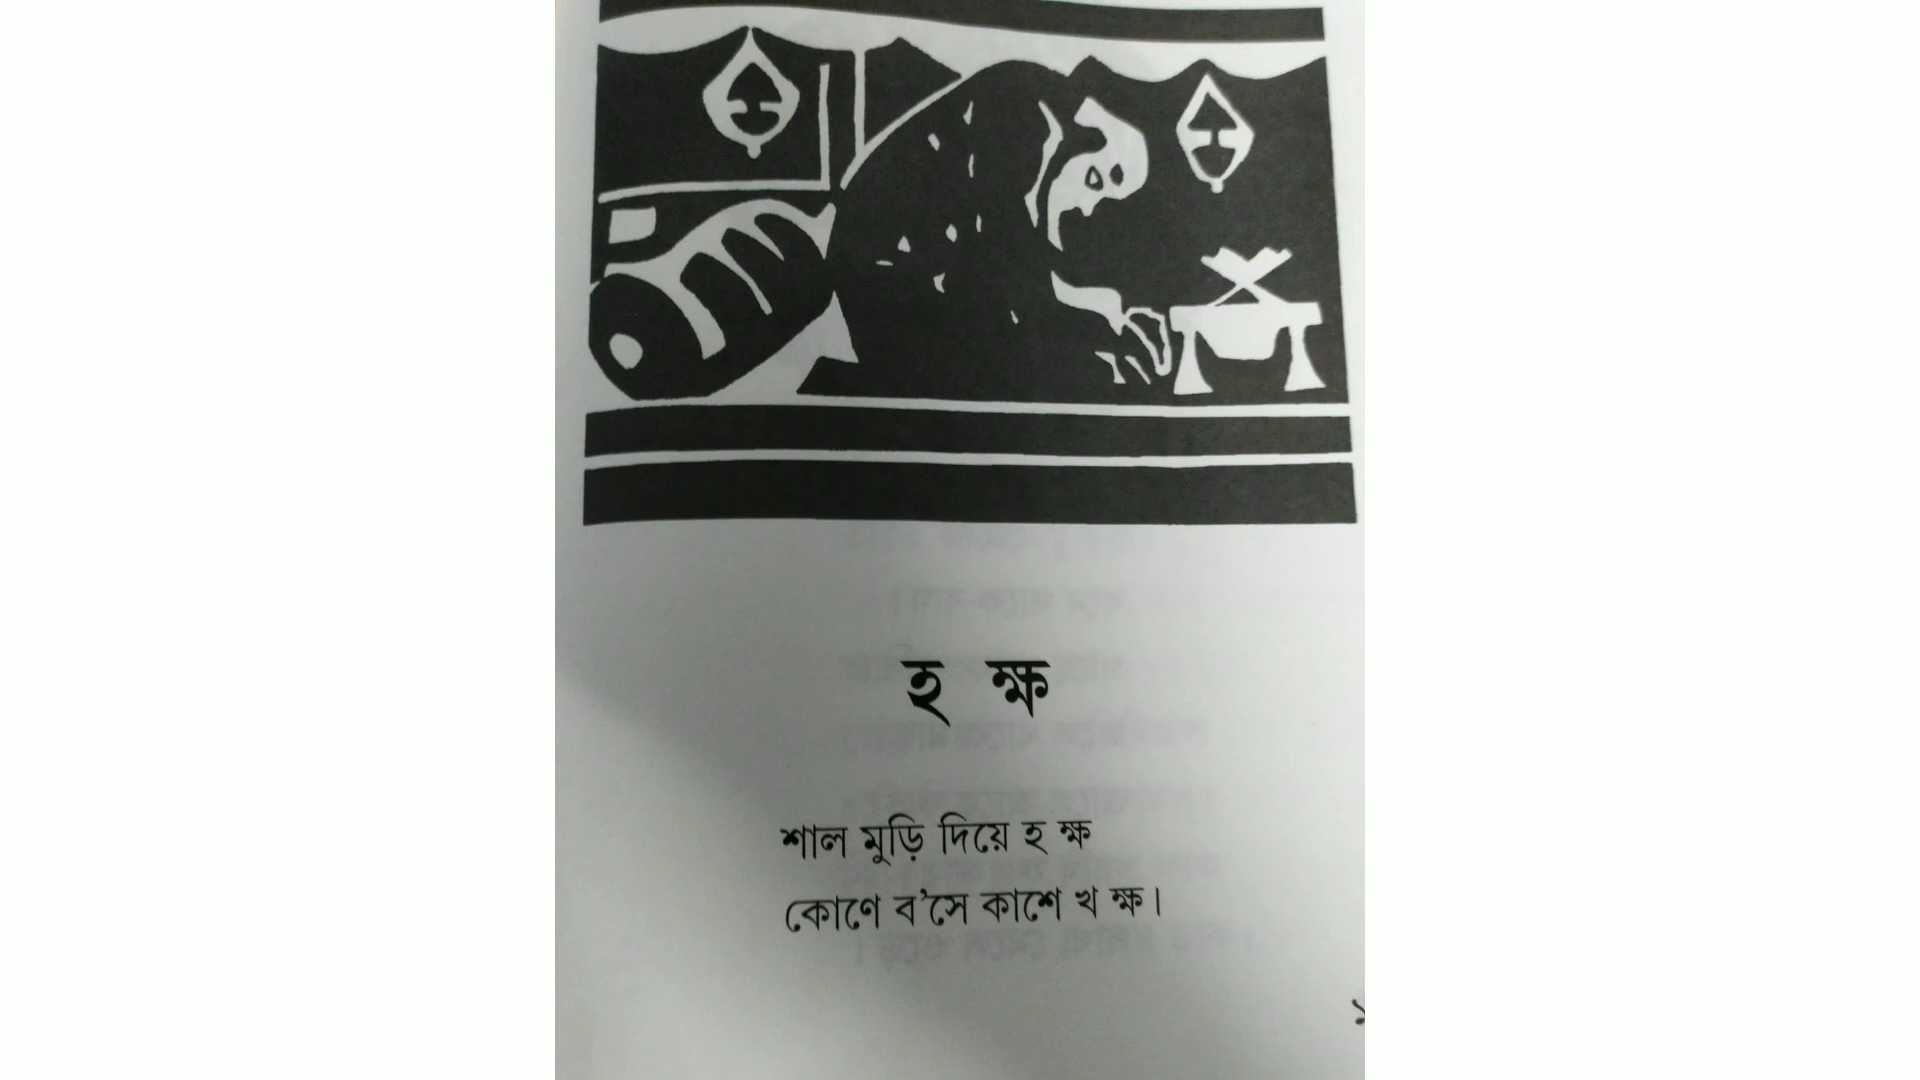 হ ক্ষ
শাল মুড়ি দিয়ে হ ক্ষ
কোণে ব'সে কাশে খ ক্ষ।